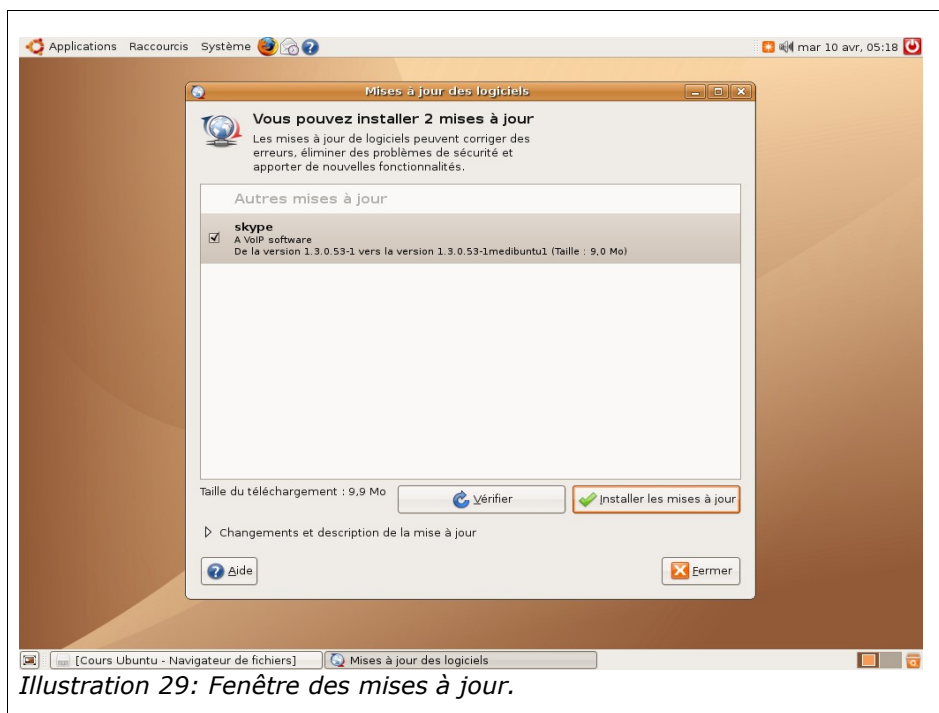 Applications Raccourcis Système mar 10 avr, 05:18
Mises à jour des logiciels
Vous pouvez installer 2 mises à jour
Les mises à jour de logiciels peuvent corriger des
erreurs, éliminer des problèmes de sécurité et
apporter de nouvelles fonctionnalités.
Autres mises à jour
skype
A VoIP software
De la version 1.3.0.53-1 vers la version 1.3.0.53-1medibuntu1 (Taille : 9,0 Mo)
Taille du téléchargement : 9,9 Mo Vérifier Installer les mises à jour
Changements et description de la mise à jour
Aide Fermer
[Cours Ubuntu - Navigateur de fichiers] Mises à jour des logiciels
Illustration 29: Fenêtre des mises à jour.